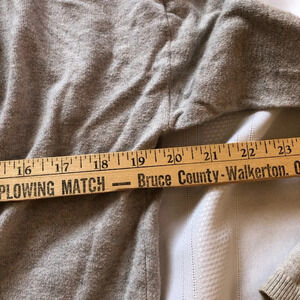 16 17 18 19 20 21 22 23
PLOWING MATCH — Bruce County-Walkerton, O